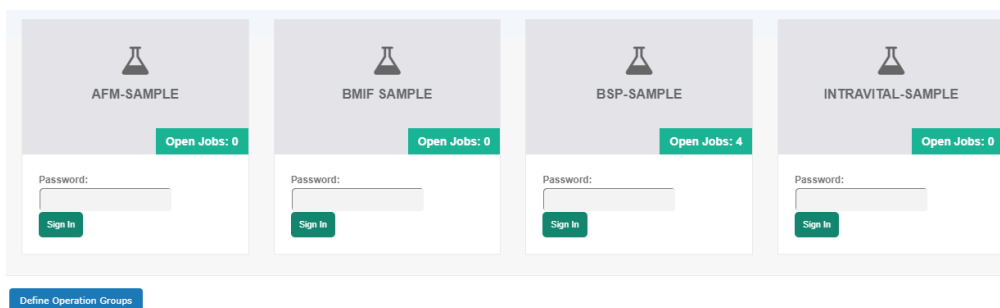 AFM-SAMPLE
Open Jobs: 0
Password:
Sign In
BMIF SAMPLE
Open Jobs: 0
Password:
Sign In
BSP-SAMPLE
Open Jobs: 4
Password:
Sign In
INTRAVITAL-SAMPLE
Open Jobs: 0
Password:
Sign In
Define Operation Groups